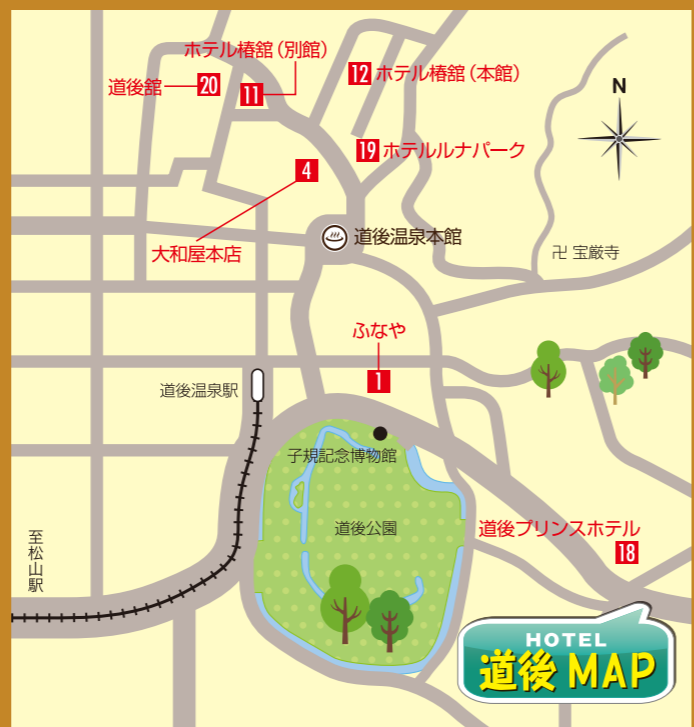 ホテル椿舘（別館）
道後舘
20
11
12
ホテル椿舘（本館）
N
19
ホテルルナパーク
4
大和屋本店
道後温泉本館
卍 宝厳寺
ふなや
1
道後温泉駅
子規記念博物館
道後公園
道後プリンスホテル
18
至松山駅
HOTEL
道後 MAP